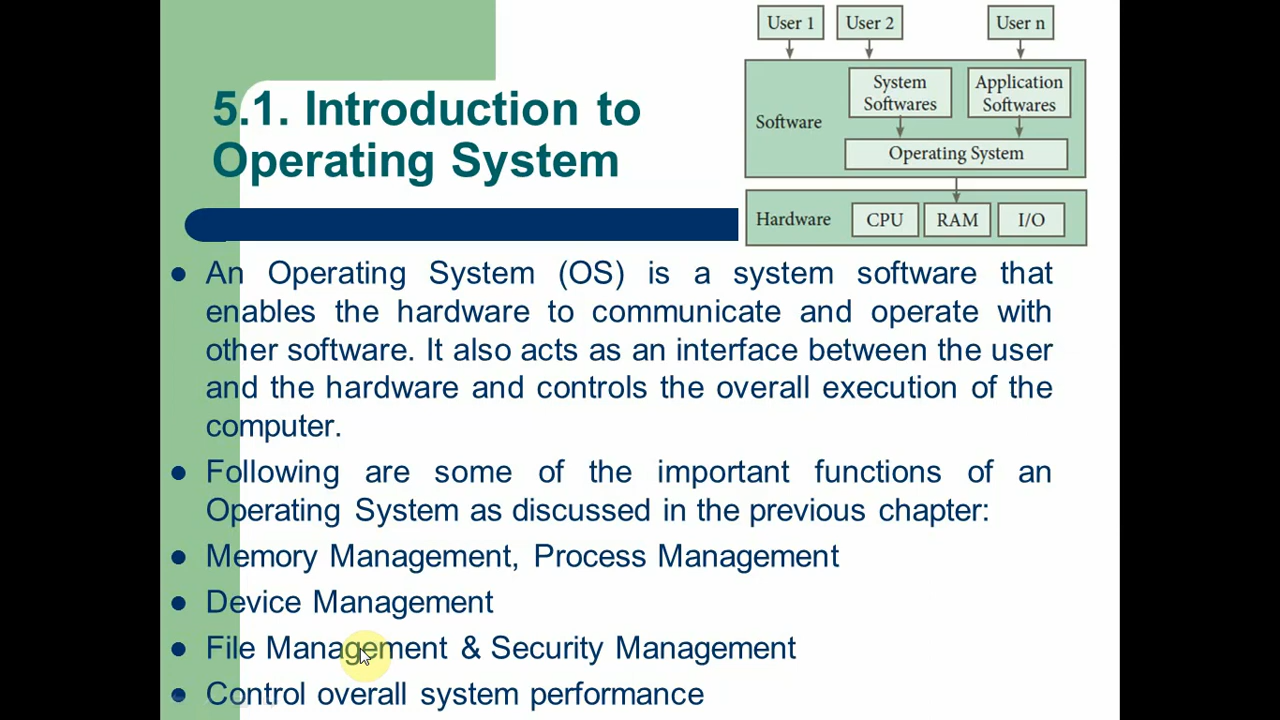 User 1
User 2
User n
5.1. Introduction to
Operating System
System
Softwares
Application
Softwares
Software
Operating System
Hardware
CPU
RAM
I/O
An Operating System (OS) is a system software that
enables the hardware to communicate and operate with
other software. It also acts as an interface between the user
and the hardware and controls the overall execution of the
computer.
Following are some of the important functions of an
Operating System as discussed in the previous chapter:
Memory Management, Process Management
Device Management
File Management & Security Management
Control overall system performance